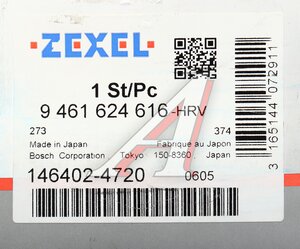 ZEXEL
1 St/Pc
9 461 624 616-HRV
273 374
Made in Japan Fabrique au Japon
Bosch Corporation, Tokyo 150-8360, Japan
146402-4720 0605
3 165144 072911